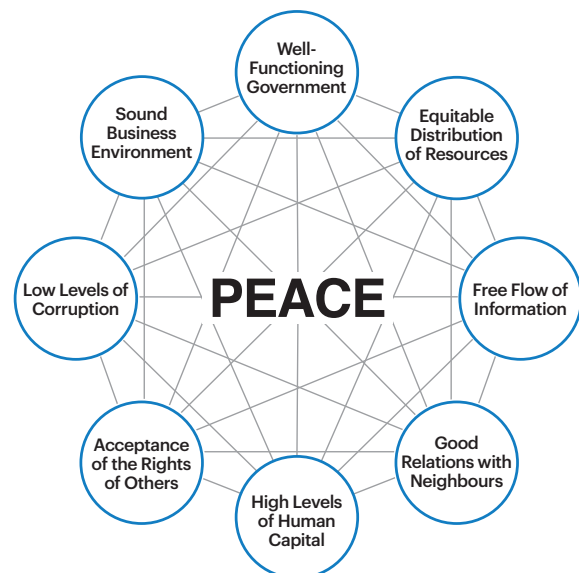 Well-
Functioning
Government
Equitable
Distribution
of Resources
Free Flow of
Information
Good
Relations with
Neighbours
High Levels
of Human
Capital
Acceptance
of the Rights
of Others
Low Levels of
Corruption
Sound
Business
Environment
PEACE